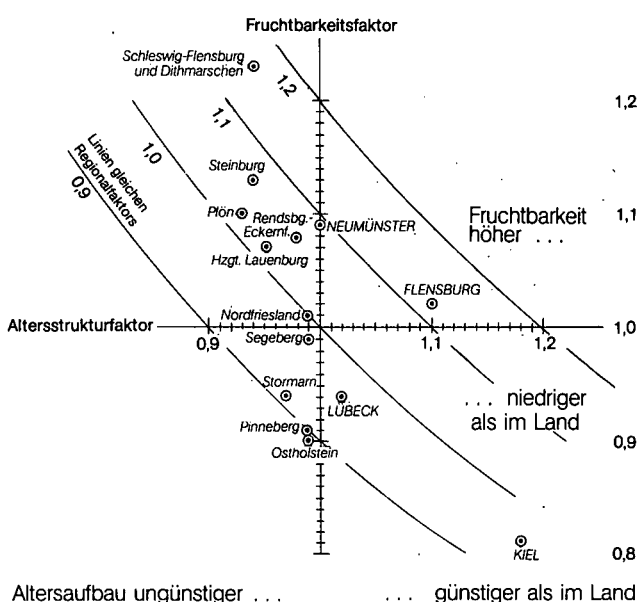 Fruchtbarkeitsfaktor
Schleswig-Flensburg
und Dithmarschen
1,2
1,2
1,1
1,0
Linien gleichen
Regionalfaktors
0,9
Steinburg
Plön
Rendsbg.-
Eckernf.
NEUMÜNSTER
Hzgt. Lauenburg
1,1
Fruchtbarkeit
höher ...
FLENSBURG
Nordfriesland
Altersstrukturfaktor
1,0
Segeberg
0,9
1,1
1,2
Stormarn
LÜBECK
... niedriger
als im Land
Pinneberg
Ostholstein
0,9
KIEL
0,8
Altersaufbau ungünstiger ...
... günstiger als im Land